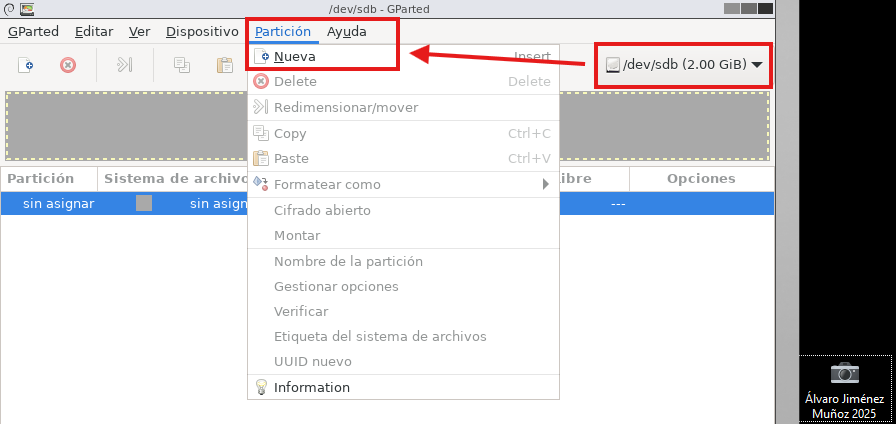 /dev/sdb - GParted
GParted Editar Ver Dispositivo Partición Ayuda
/dev/sdb (2.00 GiB)
Nueva Insert
Delete Delete
Redimensionar/mover
Copy Ctrl+C
Paste Ctrl+V
Formatear como
Cifrado abierto
Montar
Nombre de la partición
Gestionar opciones
Verificar
Etiqueta del sistema de archivos
UUID nuevo
Information
Partición Sistema de archivo ibre Opciones
sin asignar sin asign ---
Álvaro Jiménez
Muñoz 2025